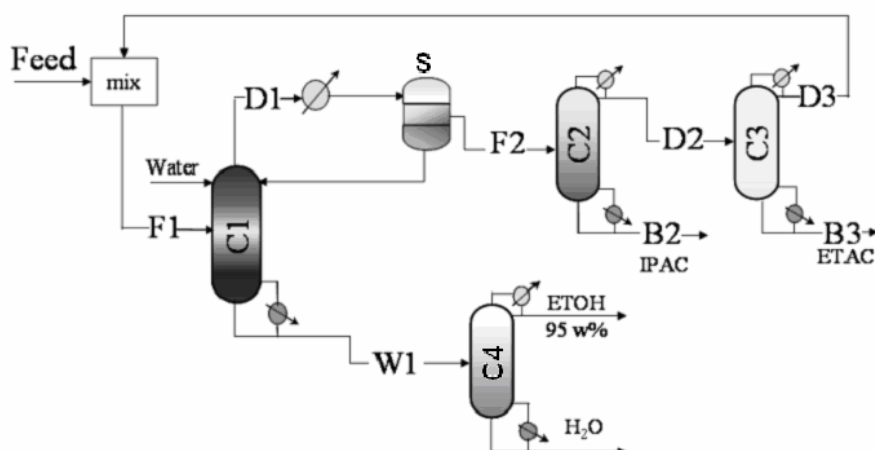 Feed
mix
D1
S
F2
C2
D2
C3
D3
Water
F1
C1
B2
IPAC
B3
ETAC
W1
C4
ETOH
95 w%
H₂O